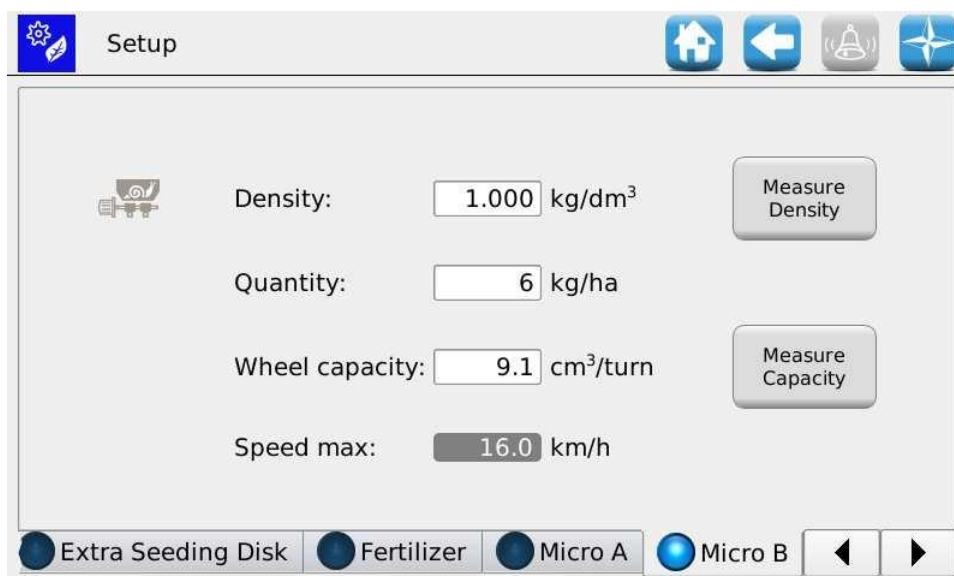 Setup
Density: 1.000 kg/dm³
Measure
Density
Quantity: 6 kg/ha
Wheel capacity: 9.1 cm³/turn
Measure
Capacity
Speed max: 16.0 km/h
Extra Seeding Disk Fertilizer Micro A Micro B